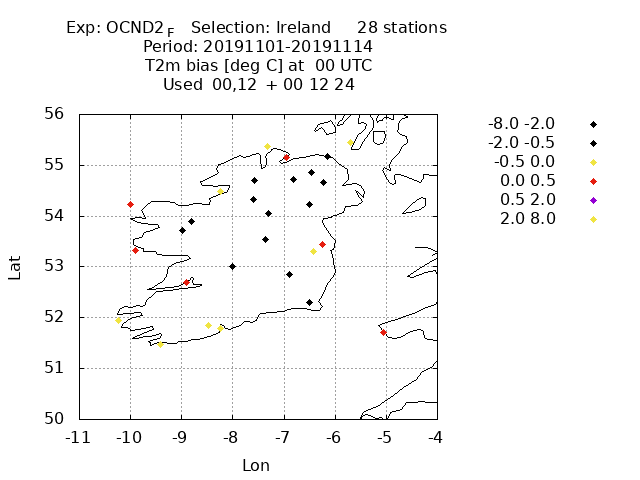 Exp: OCND2F Selection: Ireland 28 stations
Period: 20191101-20191114
T2m bias [deg C] at 00 UTC
Used 00,12 + 00 12 24
56
55
54
53
52
51
50
Lat
-11 -10 -9 -8 -7 -6 -5 -4
Lon
-8.0 -2.0
-2.0 -0.5
-0.5 0.0
0.0 0.5
0.5 2.0
2.0 8.0